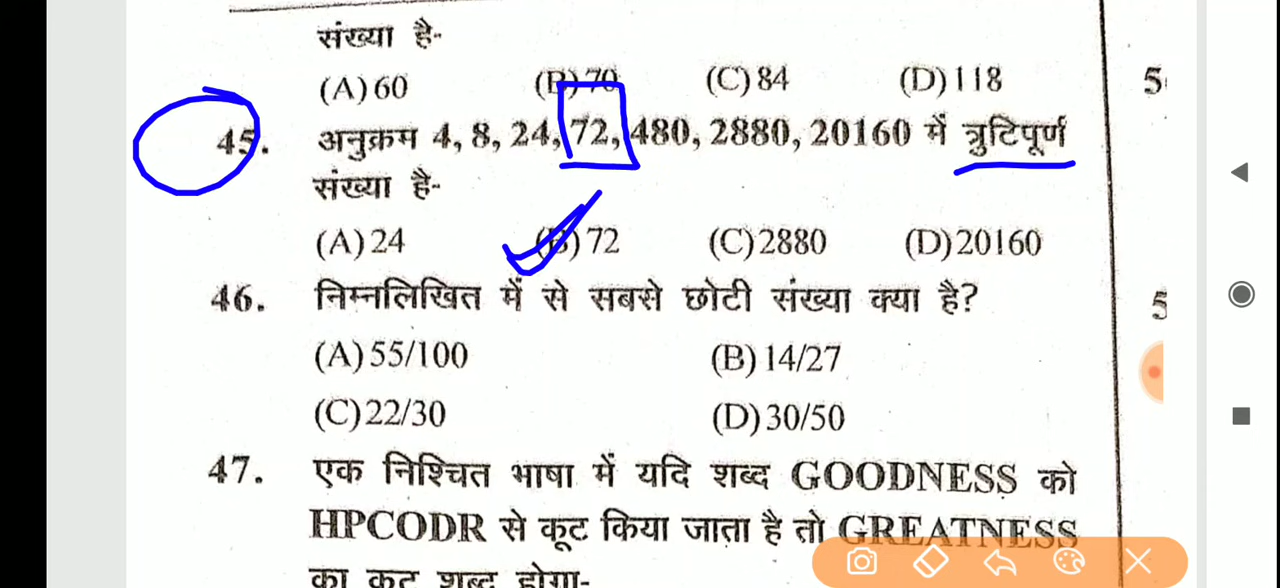 संख्या है-
(A) 60 (B) 70 (C) 84 (D) 118
45. अनुक्रम 4, 8, 24, 72, 480, 2880, 20160 में त्रुटिपूर्ण
संख्या है-
(A) 24 (B) 72 (C) 2880 (D) 20160
46. निम्नलिखित में से सबसे छोटी संख्या क्या है?
(A) 55/100 (B) 14/27
(C) 22/30 (D) 30/50
47. एक निश्चित भाषा में यदि शब्द GOODNESS को
HPCODR से कूट किया जाता है तो GREATNESS
का कूट शब्द होगा-